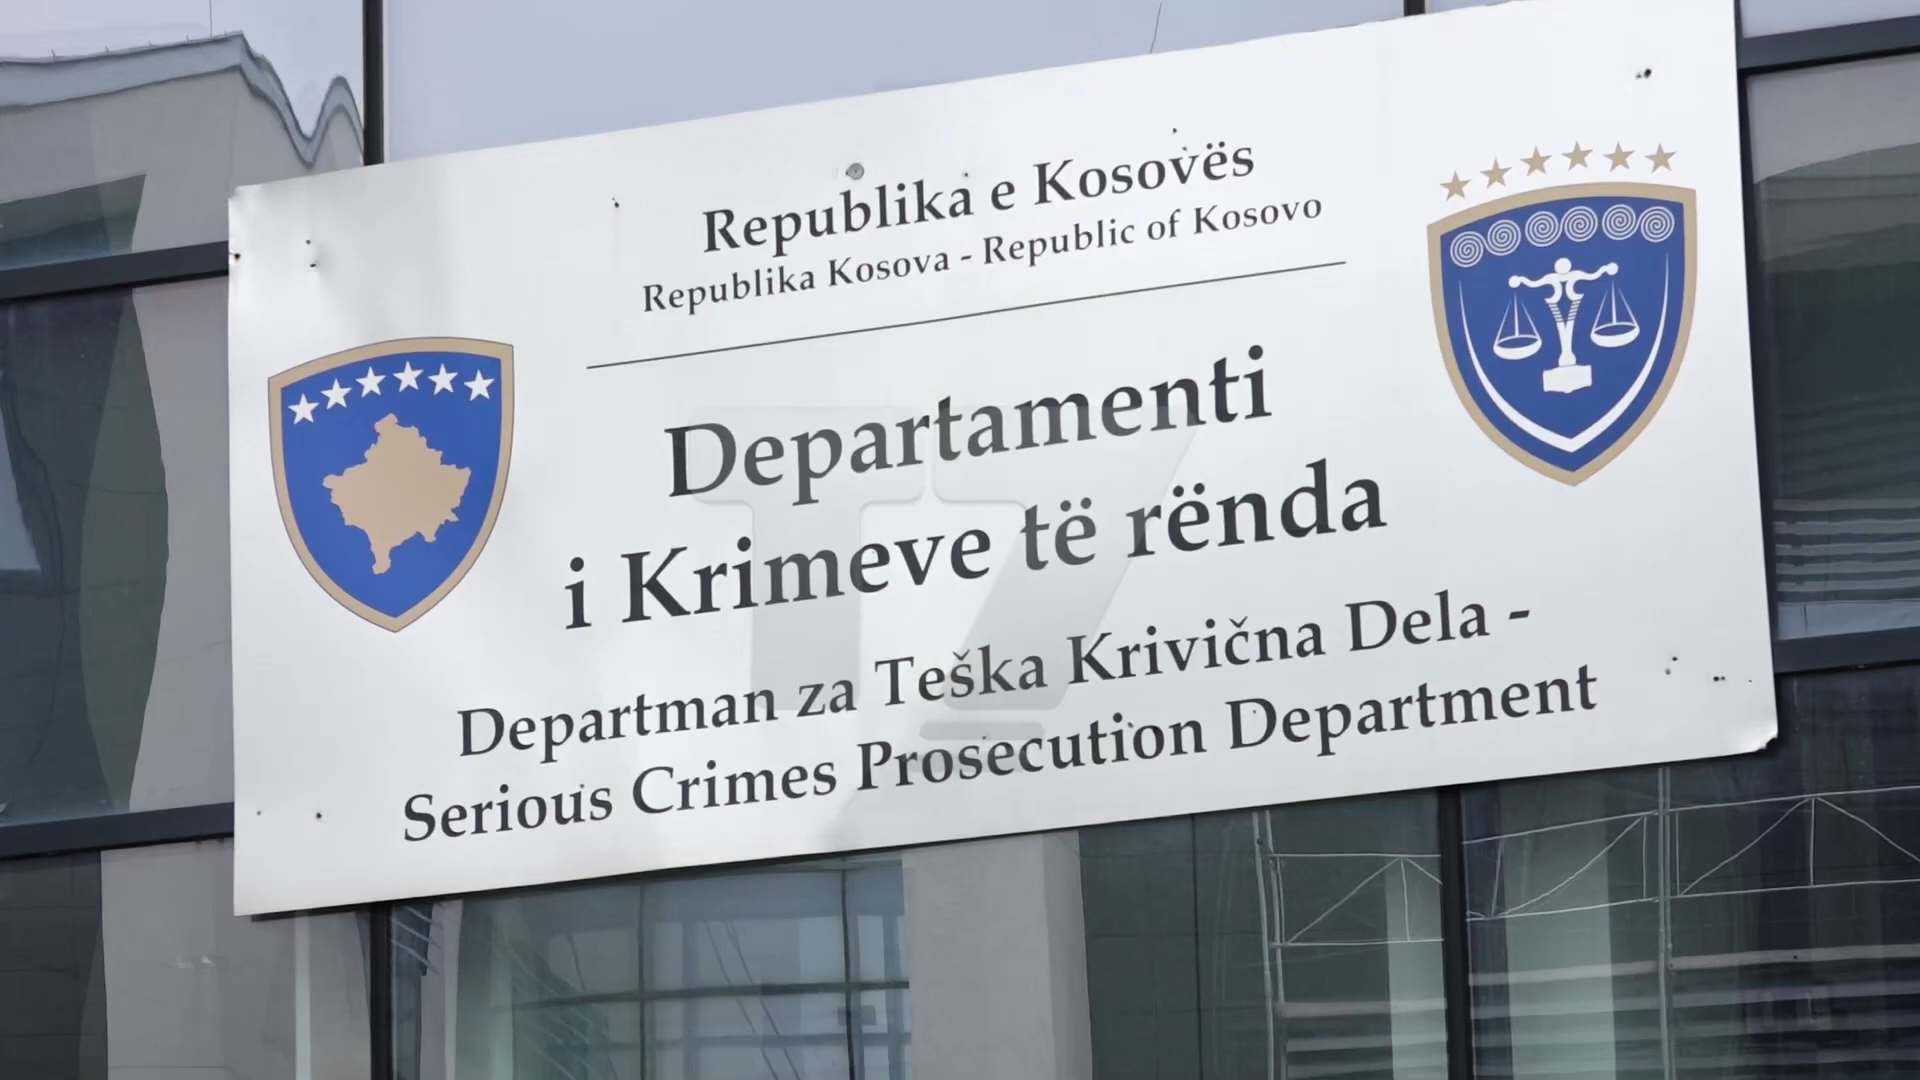 Republika e Kosovës
Republika Kosova - Republic of Kosovo
Departamenti
i Krimeve të rënda
Departman za Teška Krivična Dela -
Serious Crimes Prosecution Department